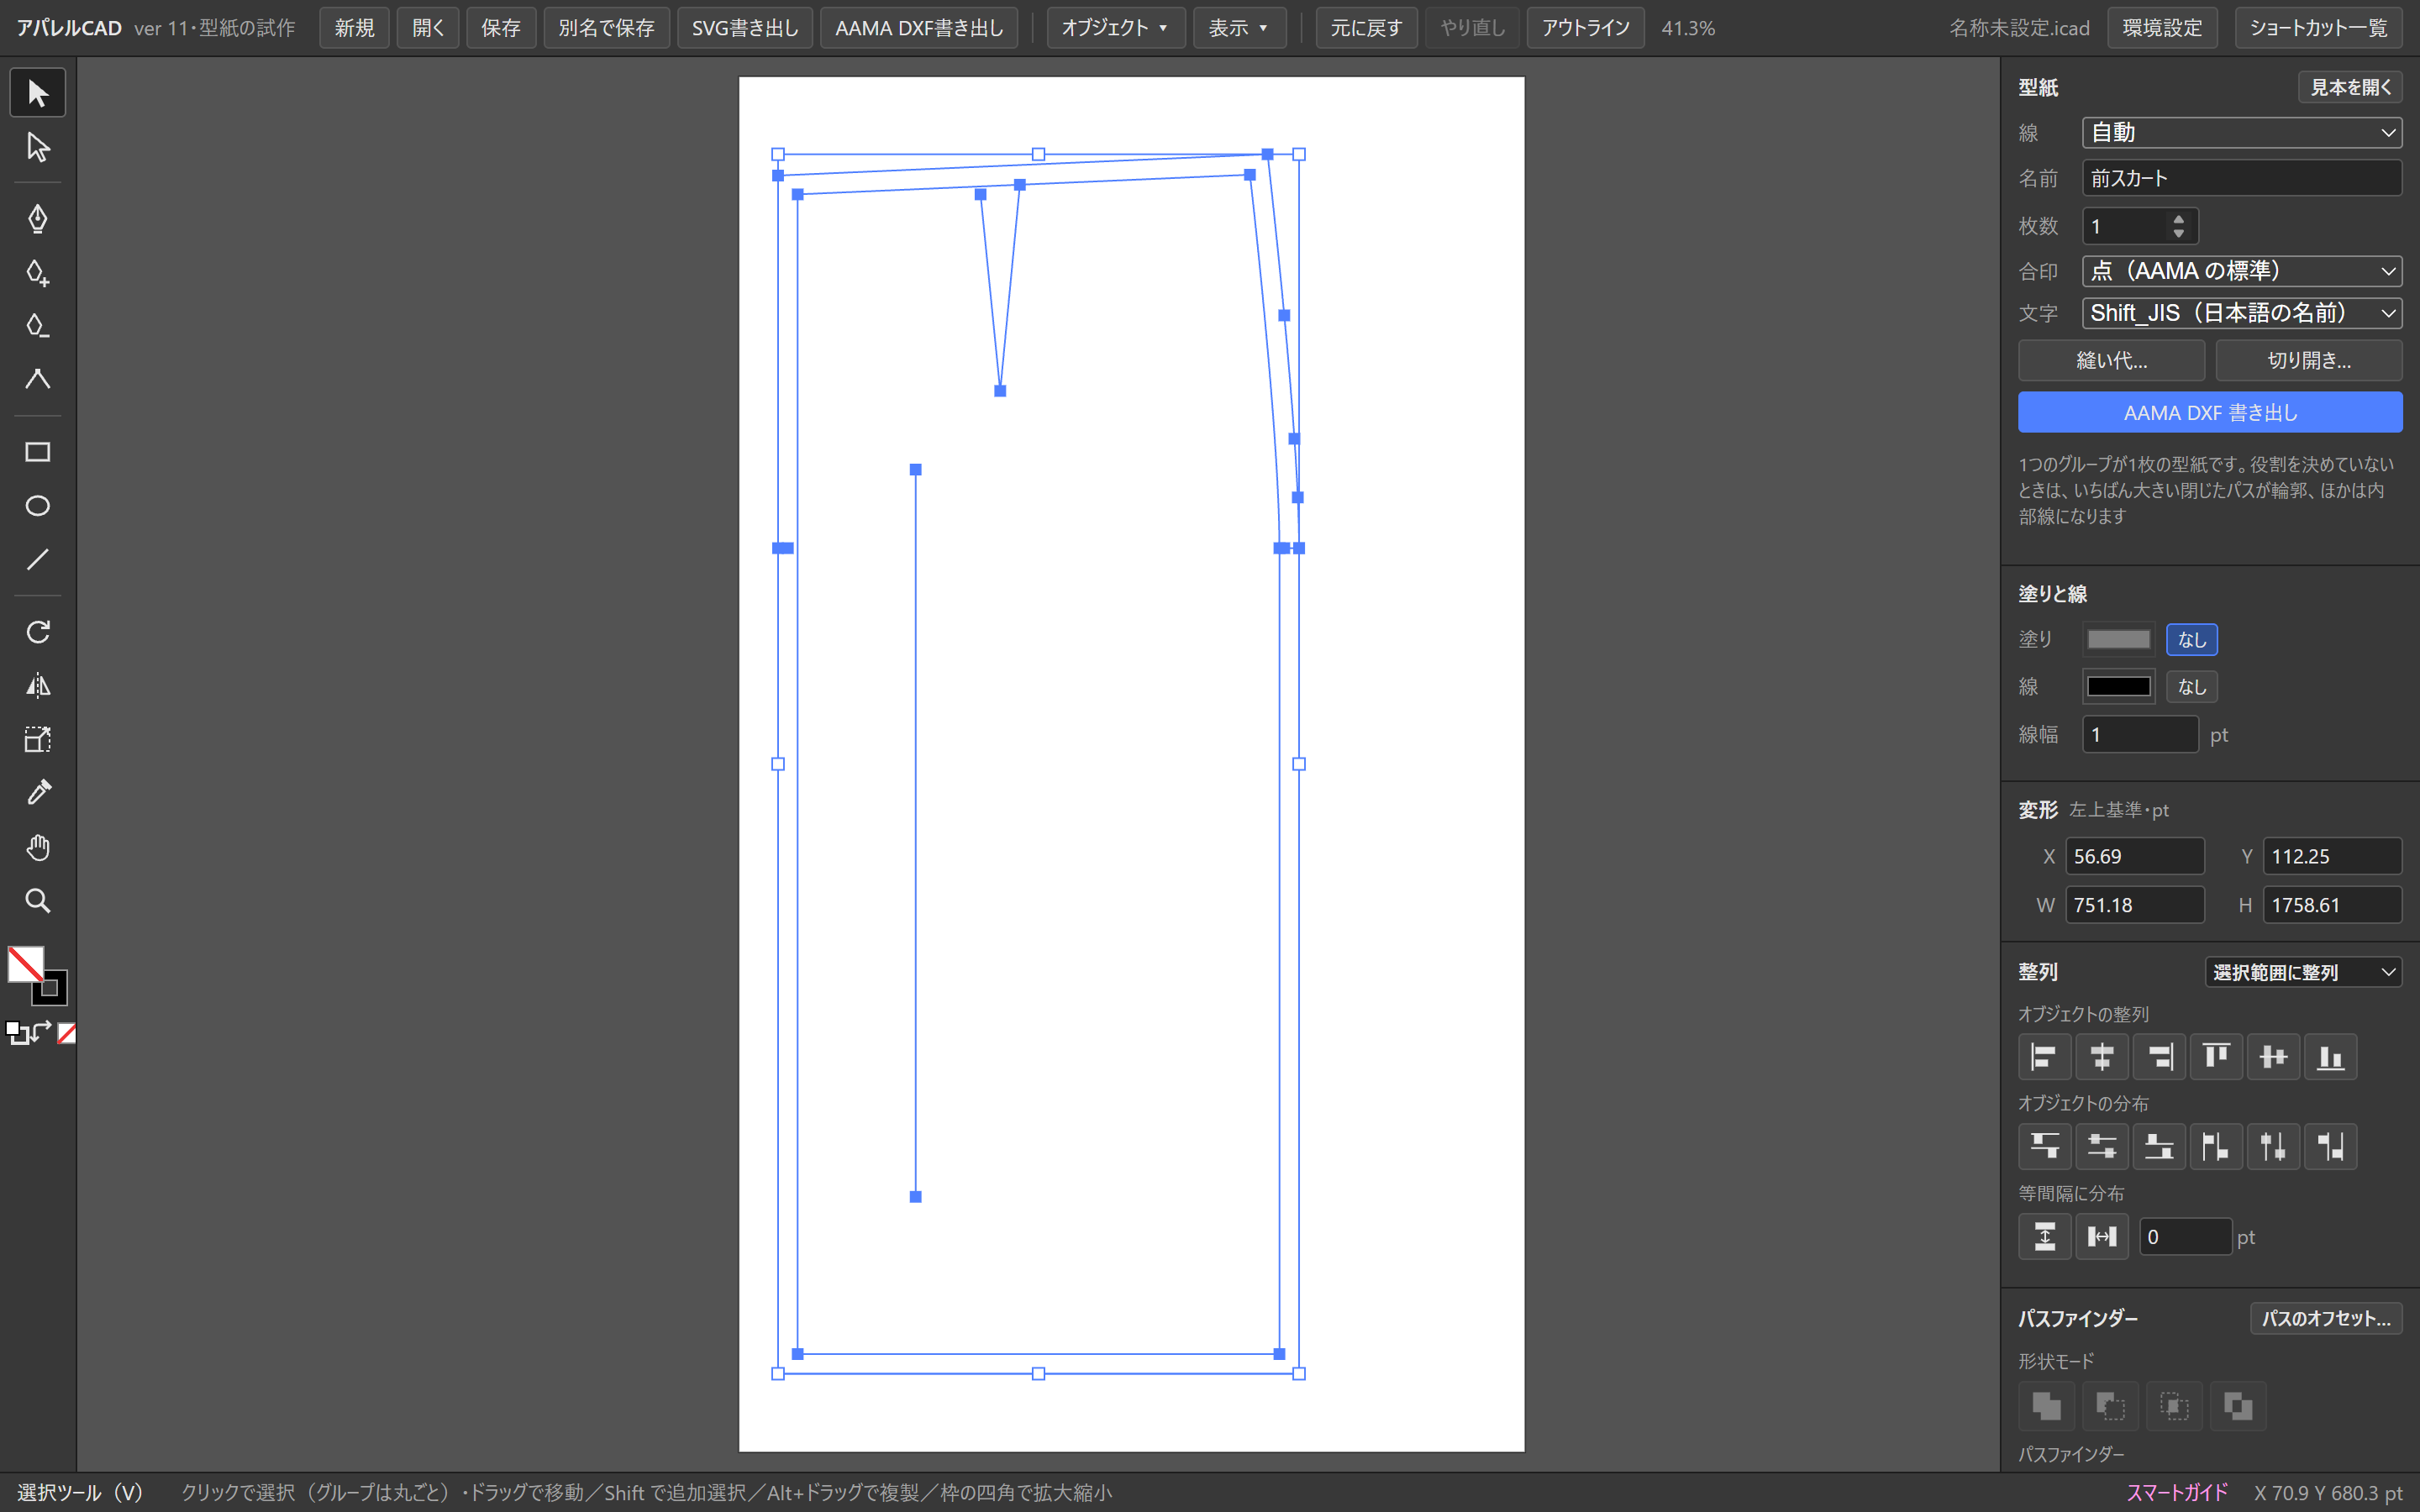 アパレルCAD ver 11・型紙の試作 新規 開く 保存 別名で保存 SVG書き出し AAMA DXF書き出し オブジェクト ▼ 表示 ▼ 元に戻す やり直し アウトライン 41.3% 名称未設定.icad 環境設定 ショートカット一覧
型紙 見本を開く
線 自動
名前 前スカート
枚数 1
合印 点（AAMA の標準）
文字 Shift_JIS（日本語の名前）
縫い代... 切り開き...
AAMA DXF 書き出し
1つのグループが1枚の型紙です。役割を決めていない
ときは、いちばん大きい閉じたパスが輪郭、ほかは内
部線になります
塗りと線
塗り なし
線 なし
線幅 1 pt
変形 左上基準・pt
X 56.69 Y 112.25
W 751.18 H 1758.61
整列 選択範囲に整列
オブジェクトの整列
オブジェクトの分布
等間隔に分布
0 pt
パスファインダー パスのオフセット...
形状モード
パスファインダー
選択ツール（V） クリックで選択（グループは丸ごと）・ドラッグで移動／Shift で追加選択／Alt+ドラッグで複製／枠の四角で拡大縮小 スマートガイド X 70.9 Y 680.3 pt